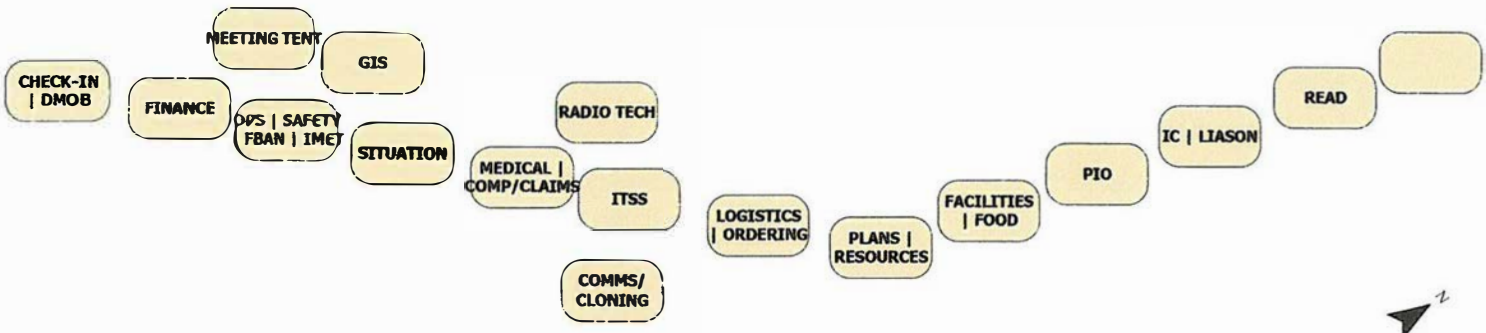 MEETING TENT
GIS
CHECK-IN
| DMOB
FINANCE
OPS | SAFETY
FBAN | IMET
SITUATION
RADIO TECH
MEDICAL |
COMP/CLAIMS
ITSS
COMMS/
CLONING
LOGISTICS
| ORDERING
PLANS |
RESOURCES
FACILITIES
| FOOD
PIO
IC | LIASON
READ
N